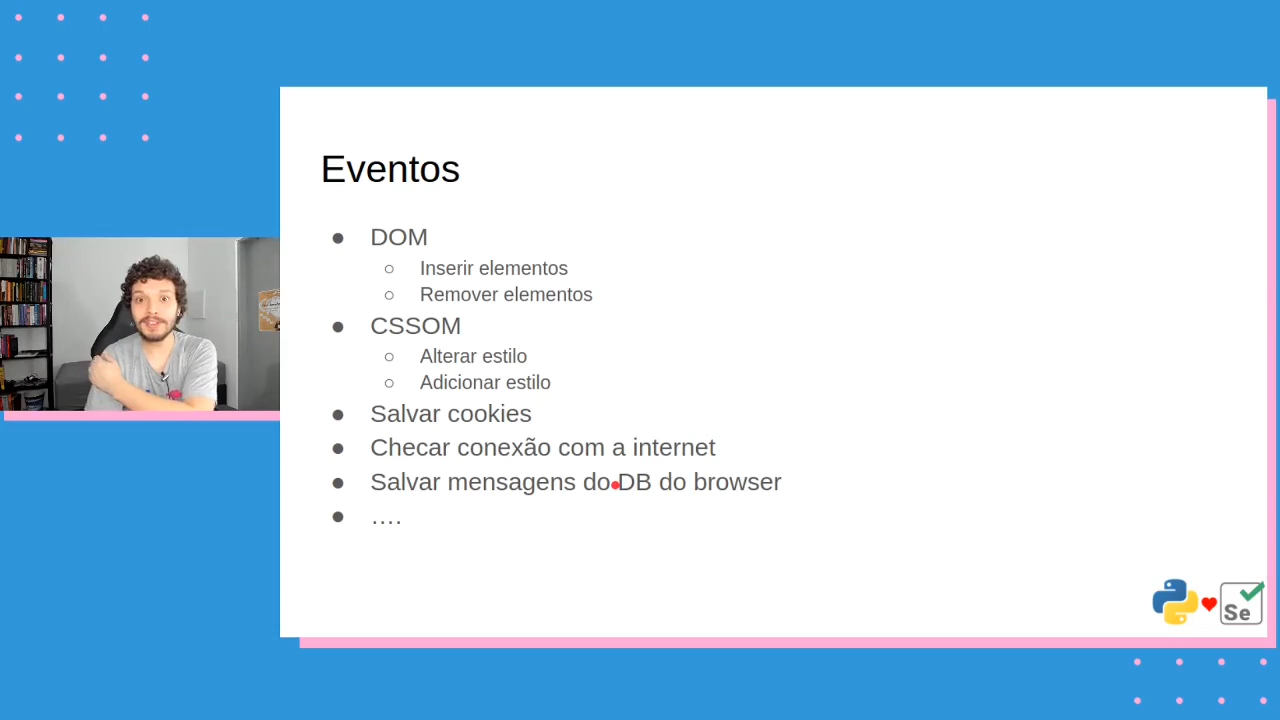 Eventos
● DOM
○ Inserir elementos
○ Remover elementos
● CSSOM
○ Alterar estilo
○ Adicionar estilo
● Salvar cookies
● Checar conexão com a internet
● Salvar mensagens do DB do browser
● ….
Se